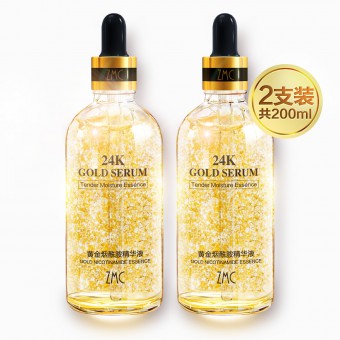 ZMC
24K
GOLD SERUM
Tender Moisture Essence
黄金烟酰胺精华液
GOLD NICOTINAMIDE ESSENCE
ZMC
ZMC
24K
GOLD SERUM
Tender Moisture Essence
黄金烟酰胺精华液
GOLD NICOTINAMIDE ESSENCE
ZMC
2支装
共200ml